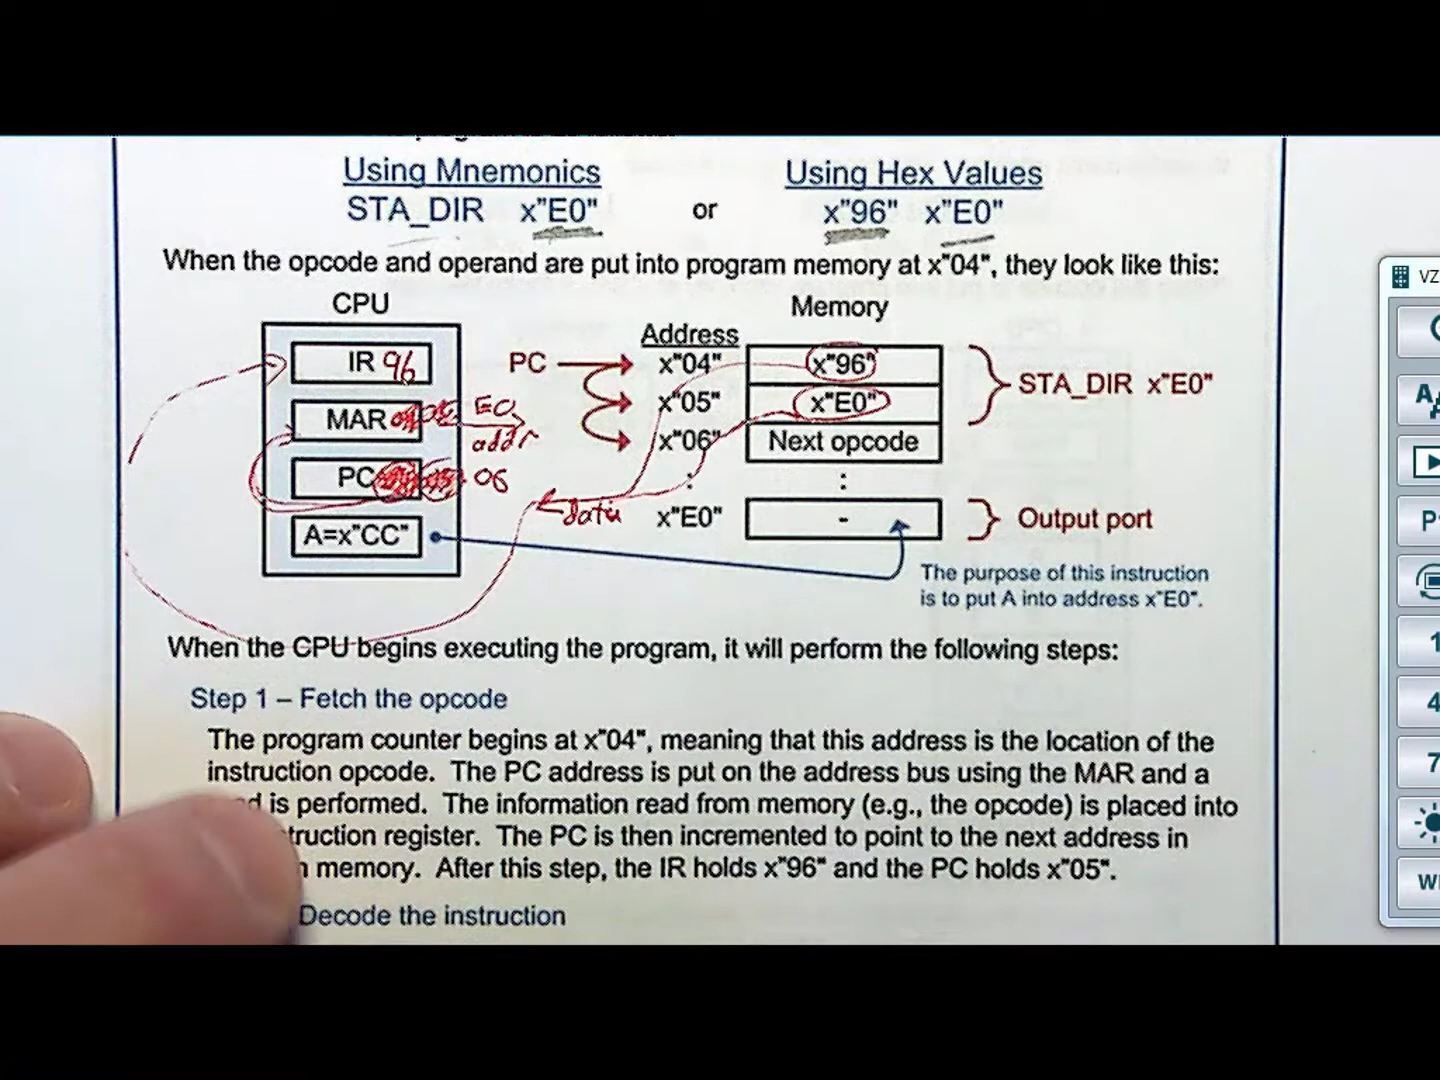 Using Mnemonics Using Hex Values
STA_DIR x"E0" or x"96" x"E0"
When the opcode and operand are put into program memory at x"04", they look like this:
CPU Memory
Address
IR 96 PC x"04" x"96"
STA_DIR x"E0"
MAR E0 x"05" x"E0"
addr
x"06" Next opcode
PC 06 : :
data x"E0" - Output port
A=x"CC"
The purpose of this instruction
is to put A into address x"E0".
When the CPU begins executing the program, it will perform the following steps:
Step 1 – Fetch the opcode
The program counter begins at x"04", meaning that this address is the location of the
instruction opcode. The PC address is put on the address bus using the MAR and a
is performed. The information read from memory (e.g., the opcode) is placed into
truction register. The PC is then incremented to point to the next address in
memory. After this step, the IR holds x"96" and the PC holds x"05".
Decode the instruction
VZ
A
P
1
4
7